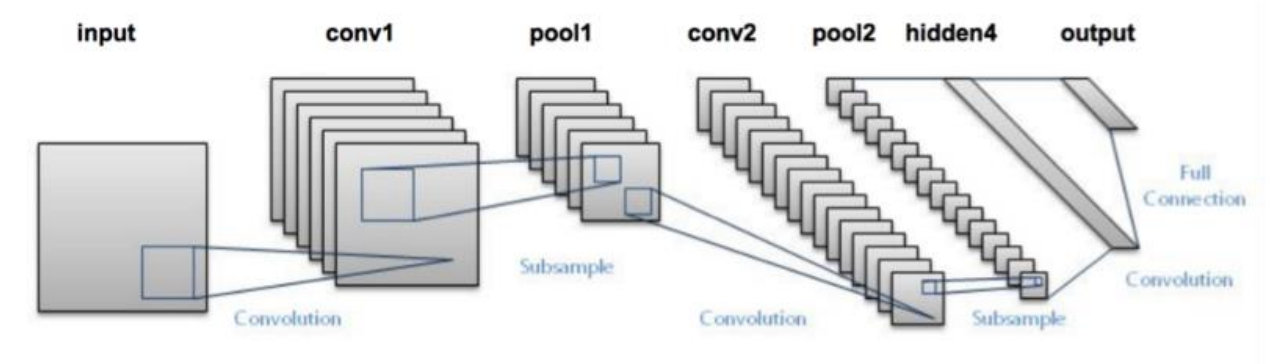 input conv1 pool1 conv2 pool2 hidden4 output
Full
Connection
Subsample
Convolution
Convolution
Convolution
Subsample